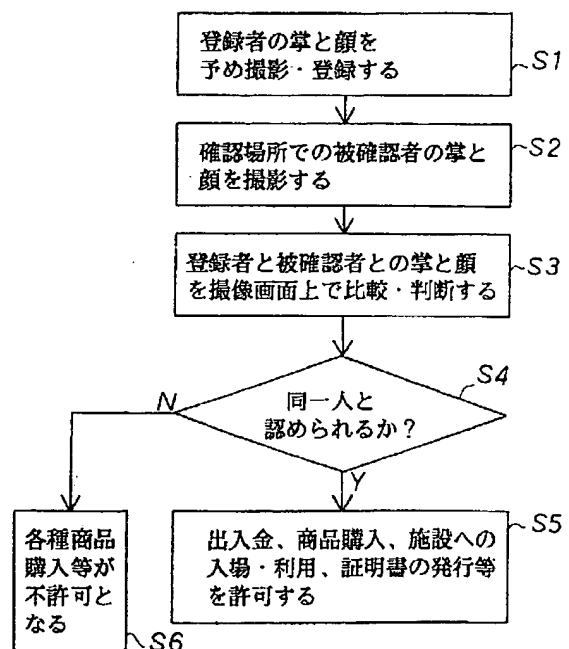 登録者の掌と顔を
予め撮影・登録する
S1
確認場所での被確認者の掌と
顔を撮影する
S2
登録者と被確認者との掌と顔
を撮像画面上で比較・判断する
S3
S4
同一人と
認められるか？
N
Y
各種商品
購入等が
不許可と
なる
S6
出入金、商品購入、施設への
入場・利用、証明書の発行等
を許可する
S5